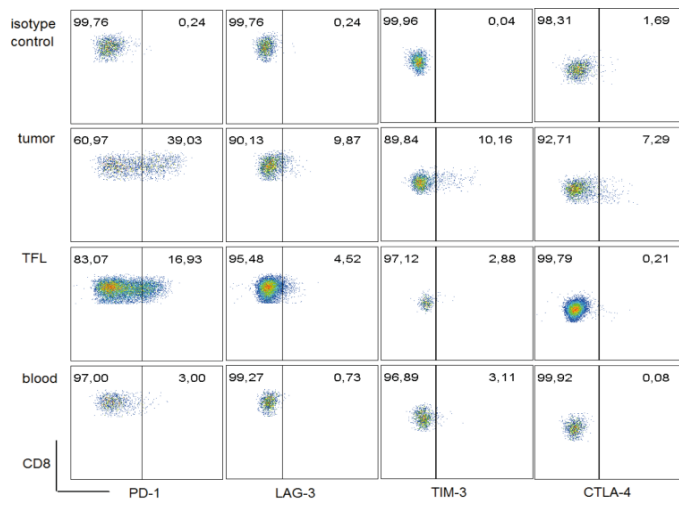 isotype
control
99,76 0,24 99,76 0,24 99,96 0,04 98,31 1,69
tumor
60,97 39,03 90,13 9,87 89,84 10,16 92,71 7,29
TFL
83,07 16,93 95,48 4,52 97,12 2,88 99,79 0,21
blood
97,00 3,00 99,27 0,73 96,89 3,11 99,92 0,08
CD8
PD-1 LAG-3 TIM-3 CTLA-4